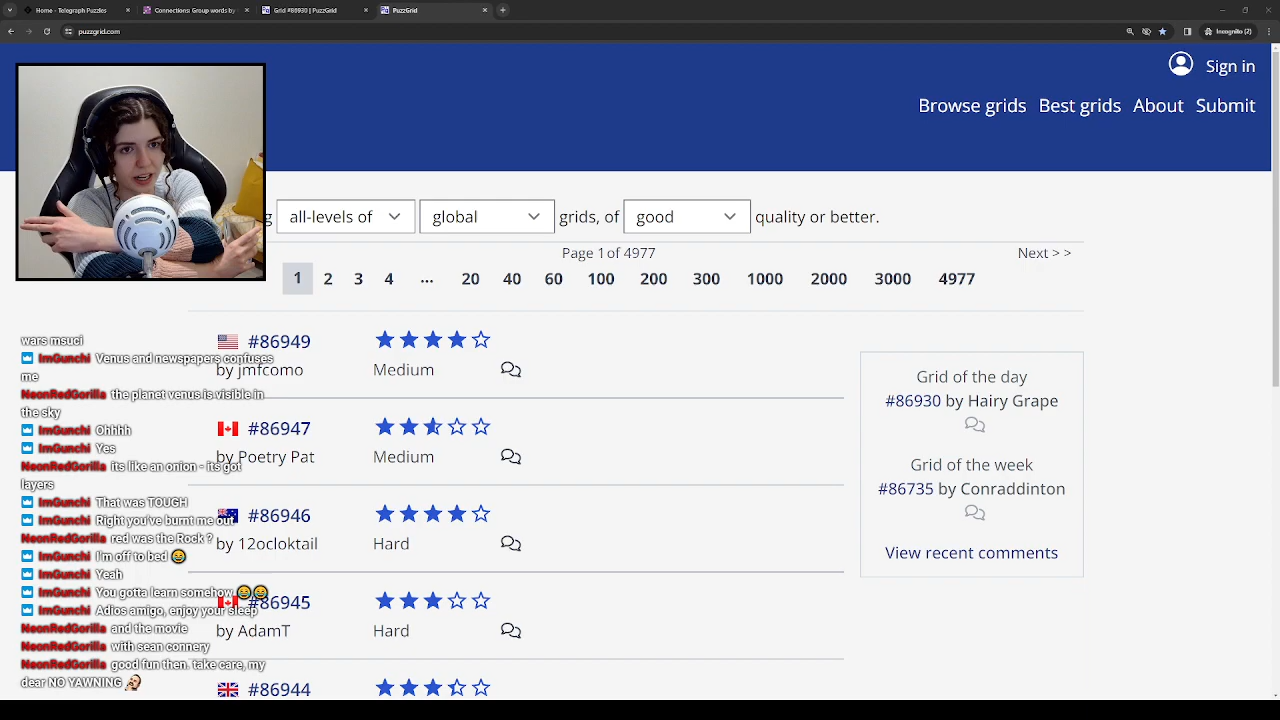 Home - Telegraph Puzzles
Connections: Group words by
Grid #86930 | PuzzGrid
PuzzGrid
puzzgrid.com
Incognito (2)
Sign in
Browse grids Best grids About Submit
all-levels of global grids, of good quality or better.
Page 1 of 4977 Next > >
1 2 3 4 ... 20 40 60 100 200 300 1000 2000 3000 4977
#86949
by jmfcomo Medium
#86947
by Poetry Pat Medium
#86946
by 12ocloktail Hard
#86945
by AdamT Hard
#86944
Grid of the day
#86930 by Hairy Grape
Grid of the week
#86735 by Conraddinton
View recent comments
wars msuci
ImGunchi Venus and newspapers confuses
me
NeonRedGorilla the planet venus is visible in
the sky
ImGunchi Ohhhh
ImGunchi Yes
NeonRedGorilla its like an onion - its got
layers
ImGunchi That was TOUGH
ImGunchi Right you've burnt me out
NeonRedGorilla red was the Rock ?
ImGunchi I'm off to bed 😂
ImGunchi Yeah
ImGunchi You gotta learn somehow 😂😂
ImGunchi Adios amigo, enjoy your sleep
NeonRedGorilla and the movie
NeonRedGorilla with sean connery
NeonRedGorilla good fun then. take care, my
dear NO YAWNING